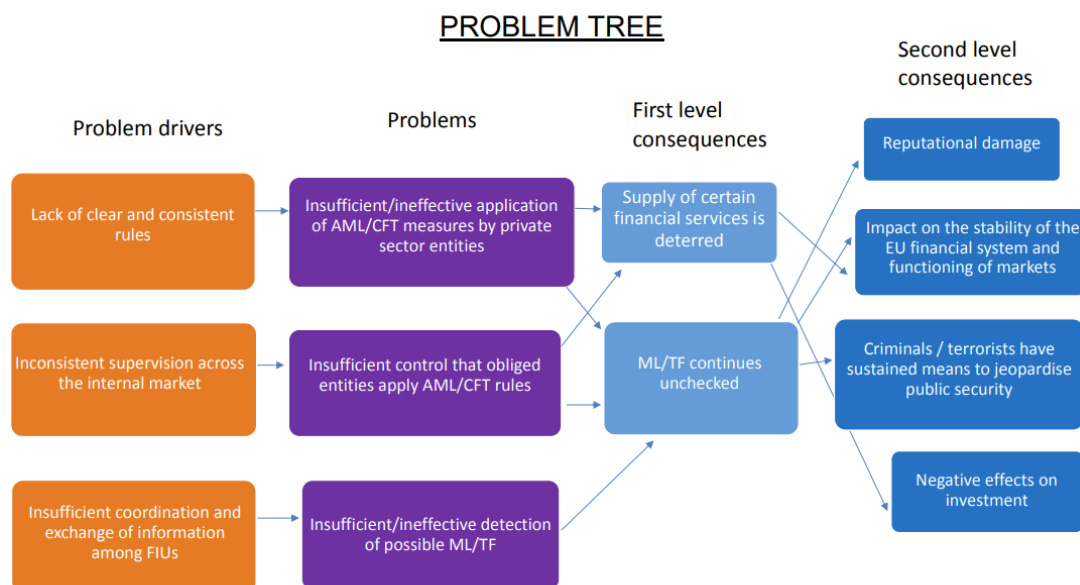 PROBLEM TREE
Problem drivers
Problems
First level
consequences
Second level
consequences
Lack of clear and consistent
rules
Inconsistent supervision across
the internal market
Insufficient coordination and
exchange of information
among FIUs
Insufficient/ineffective application
of AML/CFT measures by private
sector entities
Insufficient control that obliged
entities apply AML/CFT rules
Insufficient/ineffective detection
of possible ML/TF
Supply of certain
financial services is
deterred
ML/TF continues
unchecked
Reputational damage
Impact on the stability of the
EU financial system and
functioning of markets
Criminals / terrorists have
sustained means to jeopardise
public security
Negative effects on
investment